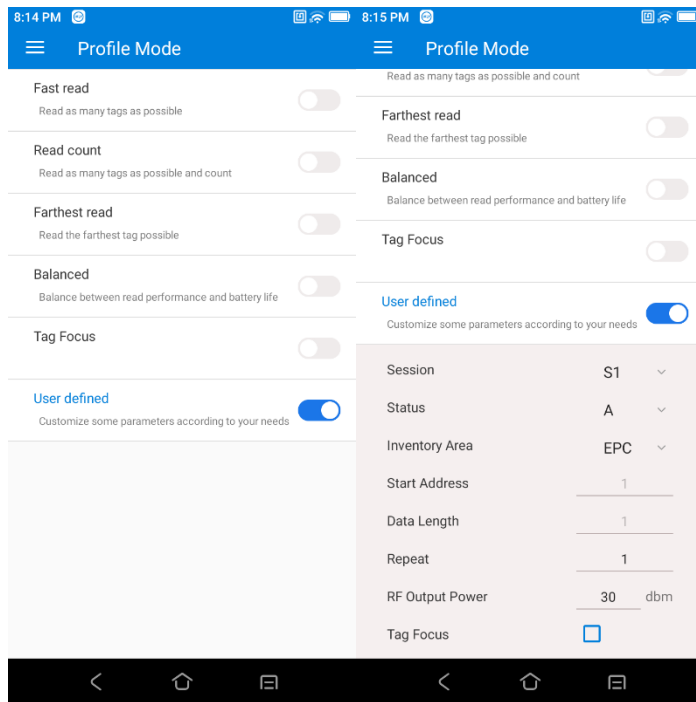 8:14 PM
Profile Mode
Fast read
Read as many tags as possible
Read count
Read as many tags as possible and count
Farthest read
Read the farthest tag possible
Balanced
Balance between read performance and battery life
Tag Focus
User defined
Customize some parameters according to your needs
8:15 PM
Profile Mode
Read as many tags as possible and count
Farthest read
Read the farthest tag possible
Balanced
Balance between read performance and battery life
Tag Focus
User defined
Customize some parameters according to your needs
Session S1
Status A
Inventory Area EPC
Start Address 1
Data Length 1
Repeat 1
RF Output Power 30 dbm
Tag Focus